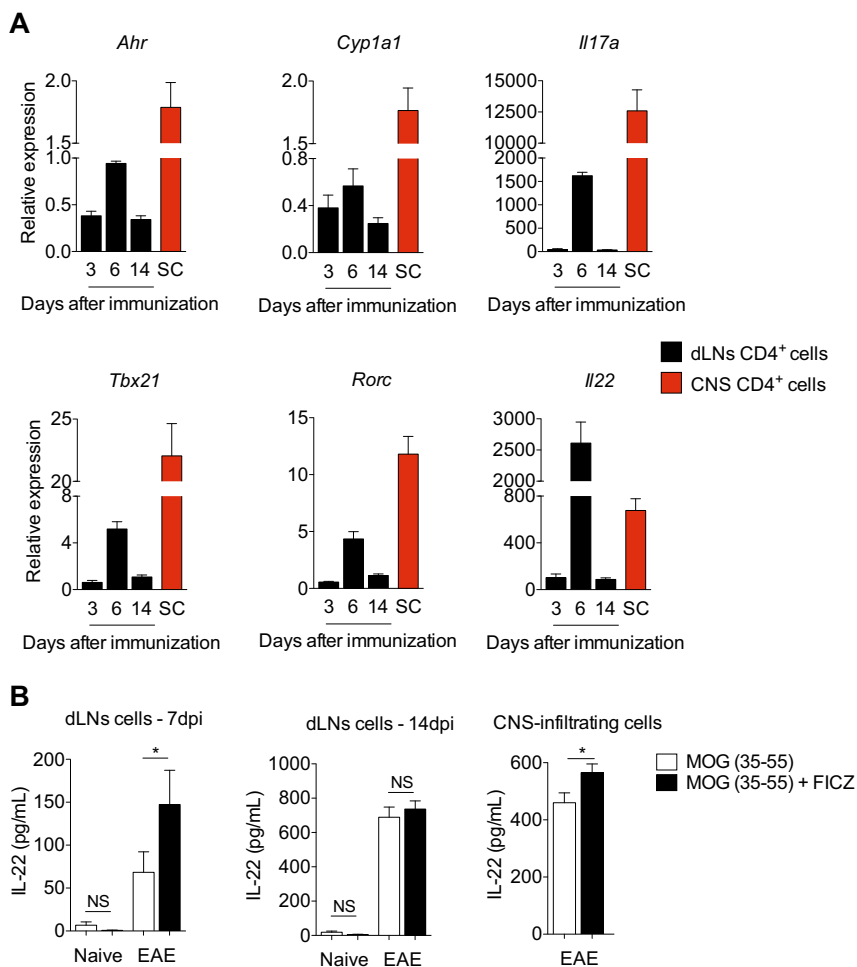 A
Ahr
Cyp1a1
Il17a
Relative expression
2.0
1.5
1.0
0.5
0.0
3 6 14 SC
Days after immunization
2.0
1.5
0.8
0.4
0.0
3 6 14 SC
Days after immunization
15000
12500
10000
2000
1500
1000
500
0
3 6 14 SC
Days after immunization
dLNs CD4⁺ cells
CNS CD4⁺ cells
Tbx21
Rorc
Il22
Relative expression
25
20
8
4
0
3 6 14 SC
Days after immunization
15
10
5
0
3 6 14 SC
Days after immunization
3000
2500
2000
800
400
0
3 6 14 SC
Days after immunization
B
dLNs cells - 7dpi
dLNs cells - 14dpi
CNS-infiltrating cells
IL-22 (pg/mL)
200
150
100
50
0
NS
*
Naive EAE
IL-22 (pg/mL)
1000
800
600
400
200
0
NS
NS
Naive EAE
IL-22 (pg/mL)
600
400
200
0
*
EAE
MOG (35-55)
MOG (35-55) + FICZ